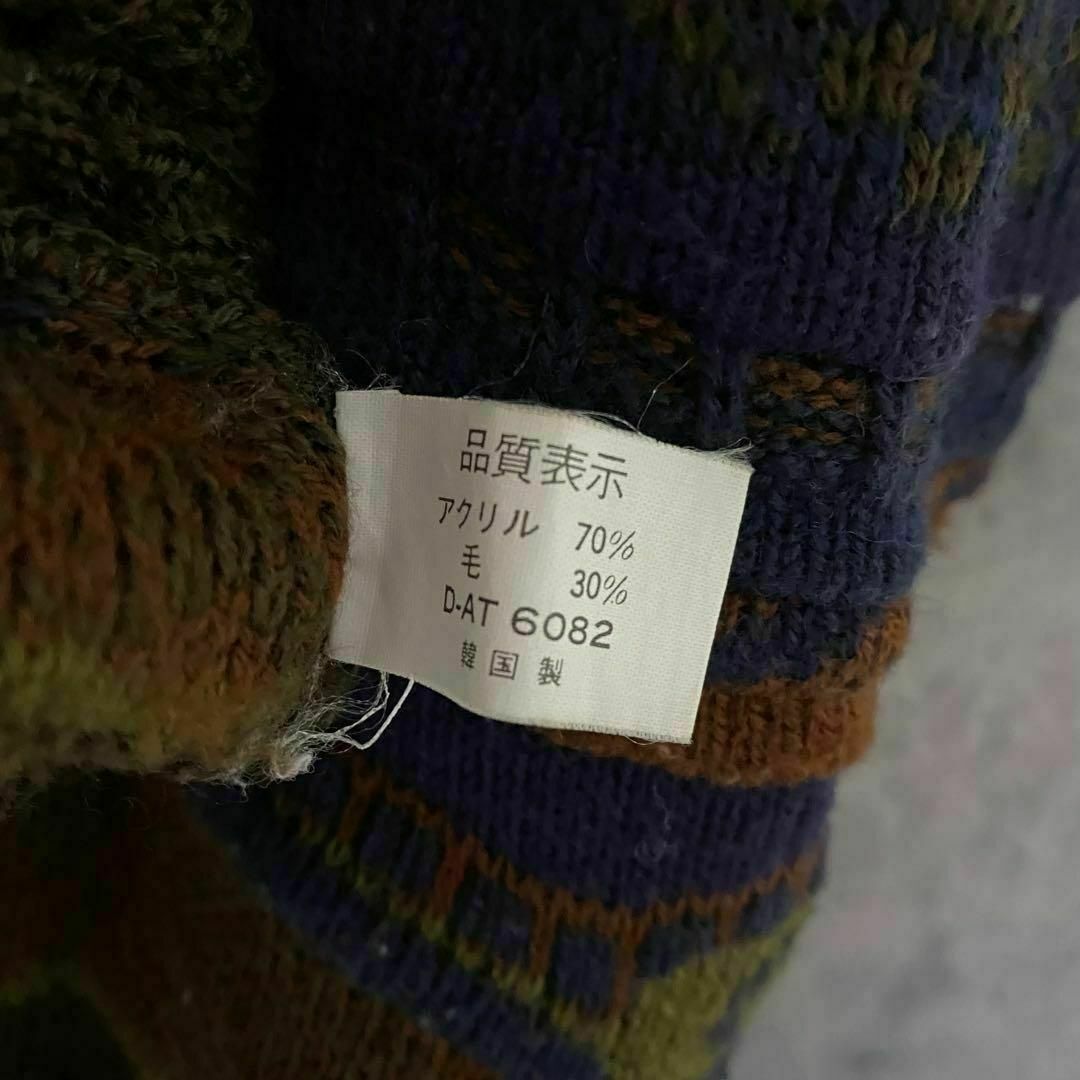 品質表示
アクリル 70%
毛 30%
D-AT 6082
韓国製